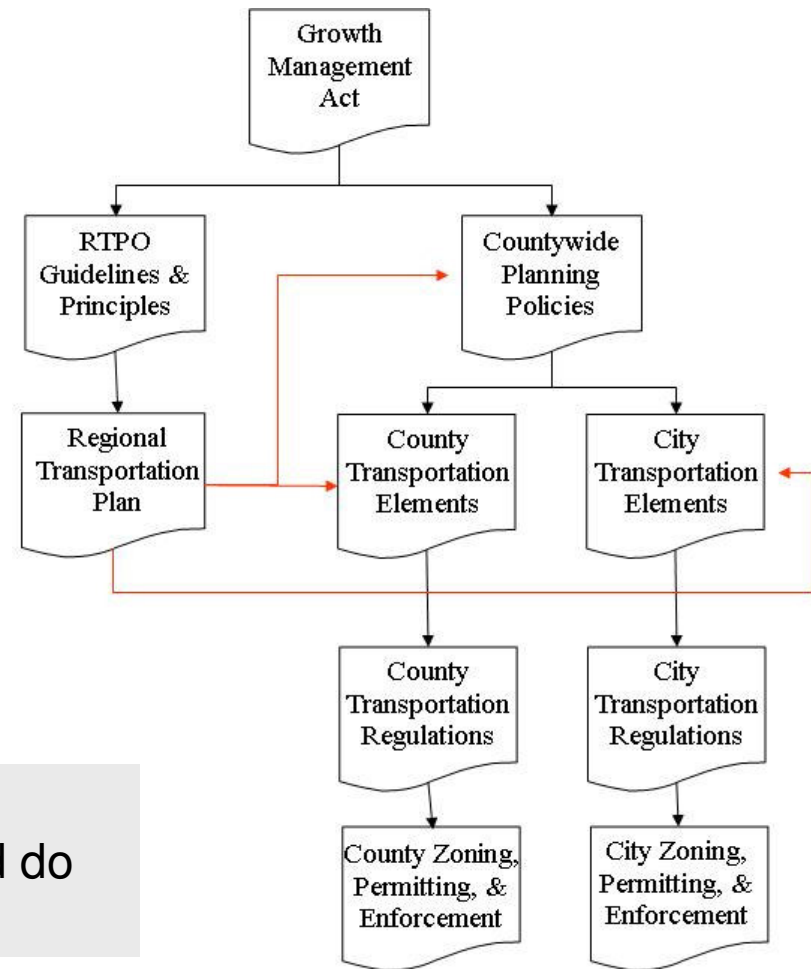 Growth
Management
Act
RTPO
Guidelines &
Principles
Countywide
Planning
Policies
Regional
Transportation
Plan
County
Transportation
Elements
City
Transportation
Elements
County
Transportation
Regulations
City
Transportation
Regulations
County Zoning,
Permitting, &
Enforcement
City Zoning,
Permitting, &
Enforcement
do